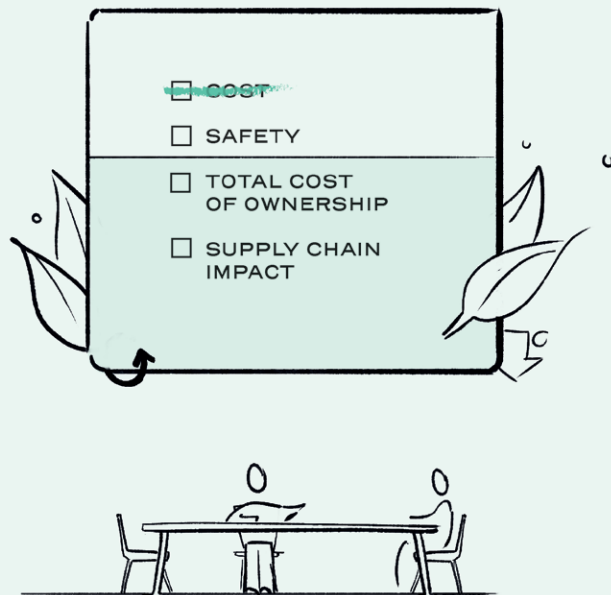 COST
SAFETY
TOTAL COST
OF OWNERSHIP
SUPPLY CHAIN
IMPACT